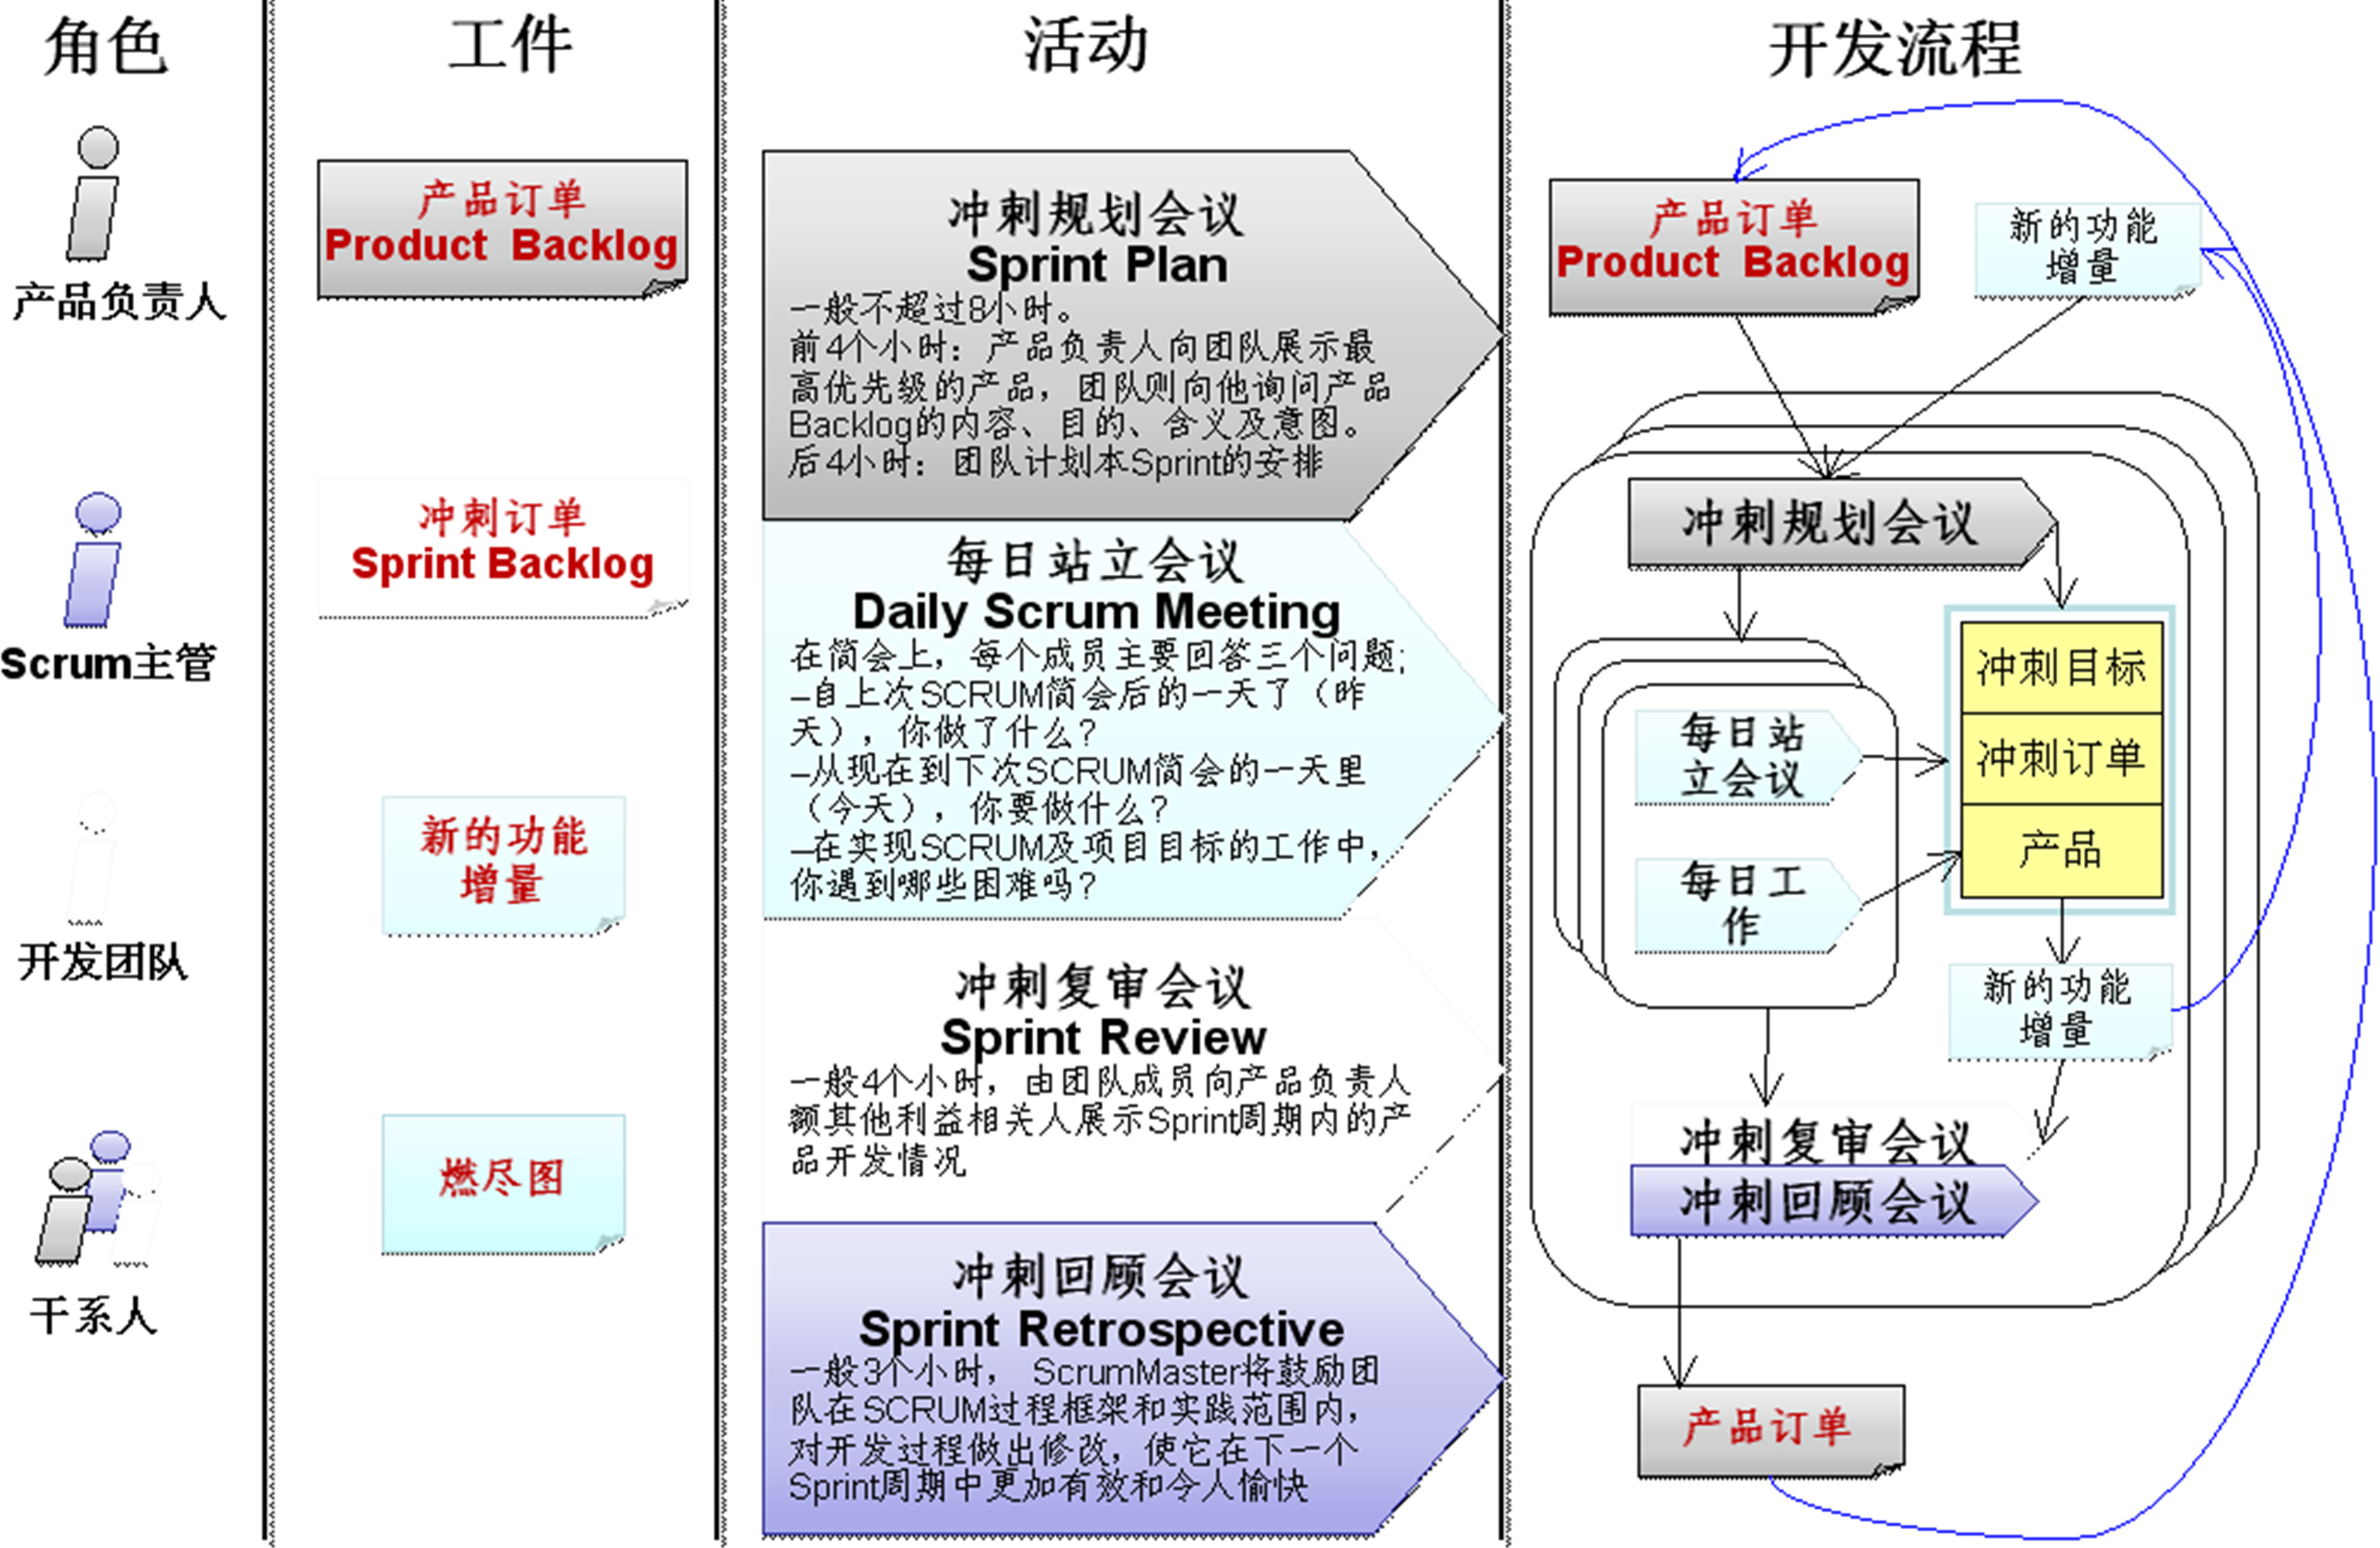 角色
产品负责人
Scrum主管
开发团队
干系人
工件
产品订单
Product Backlog
冲刺订单
Sprint Backlog
新的功能
增量
燃尽图
活动
冲刺规划会议
Sprint Plan
一般不超过8小时。
前4个小时：产品负责人向团队展示最
高优先级的产品，团队则向他询问产品
Backlog的内容、目的、含义及意图。
后4小时：团队计划本Sprint的安排
每日站立会议
Daily Scrum Meeting
在简会上，每个成员主要回答三个问题;
–自上次SCRUM简会后的一天了（昨
天），你做了什么？
–从现在到下次SCRUM简会的一天里
（今天），你要做什么？
–在实现SCRUM及项目目标的工作中，
你遇到哪些困难吗？
冲刺复审会议
Sprint Review
一般4个小时，由团队成员向产品负责人
额其他利益相关人展示Sprint周期内的产
品开发情况
冲刺回顾会议
Sprint Retrospective
一般3个小时， ScrumMaster将鼓励团
队在SCRUM过程框架和实践范围内，
对开发过程做出修改，使它在下一个
Sprint周期中更加有效和令人愉快
开发流程
产品订单
Product Backlog
新的功能
增量
冲刺规划会议
冲刺目标
冲刺订单
产品
每日站
立会议
每日工
作
新的功能
增量
冲刺复审会议
冲刺回顾会议
产品订单